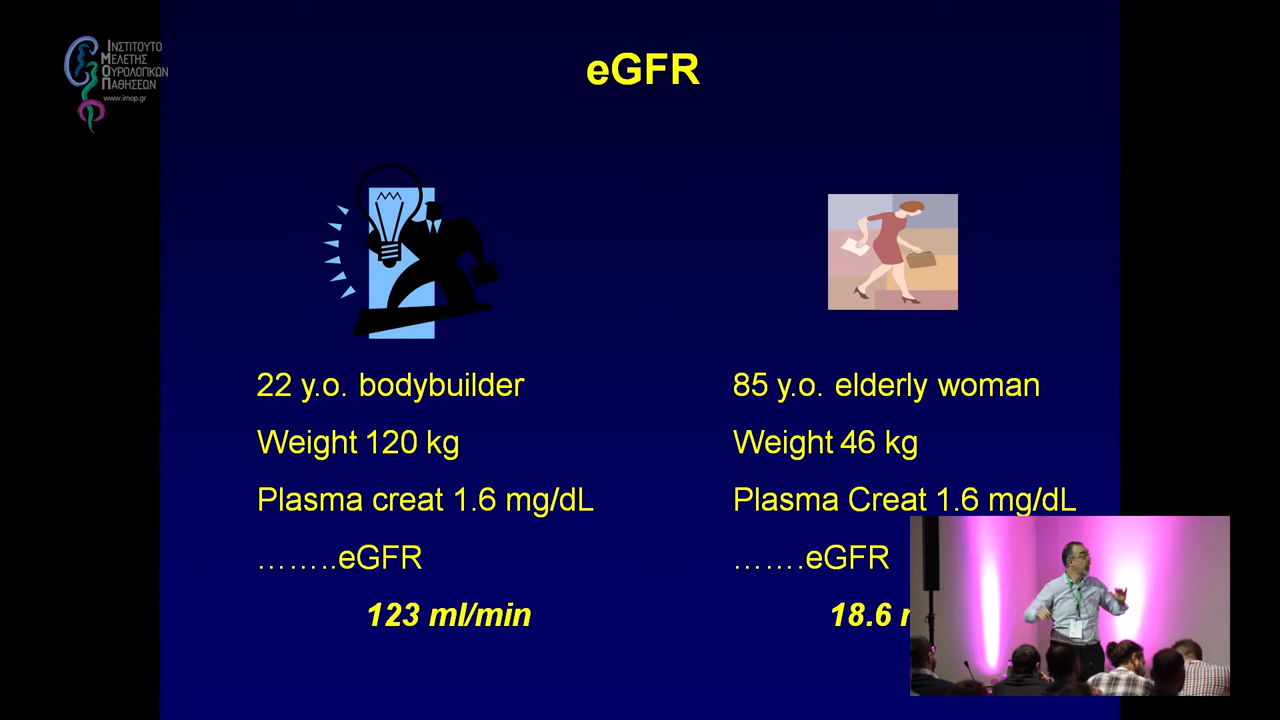 ΙΝΣΤΙΤΟΥΤΟ
ΜΕΛΕΤΗΣ
ΟΥΡΟΛΟΓΙΚΩΝ
ΠΑΘΗΣΕΩΝ
www.imop.gr
eGFR
22 y.o. bodybuilder
Weight 120 kg
Plasma creat 1.6 mg/dL
……..eGFR
123 ml/min
85 y.o. elderly woman
Weight 46 kg
Plasma Creat 1.6 mg/dL
…….eGFR
18.6